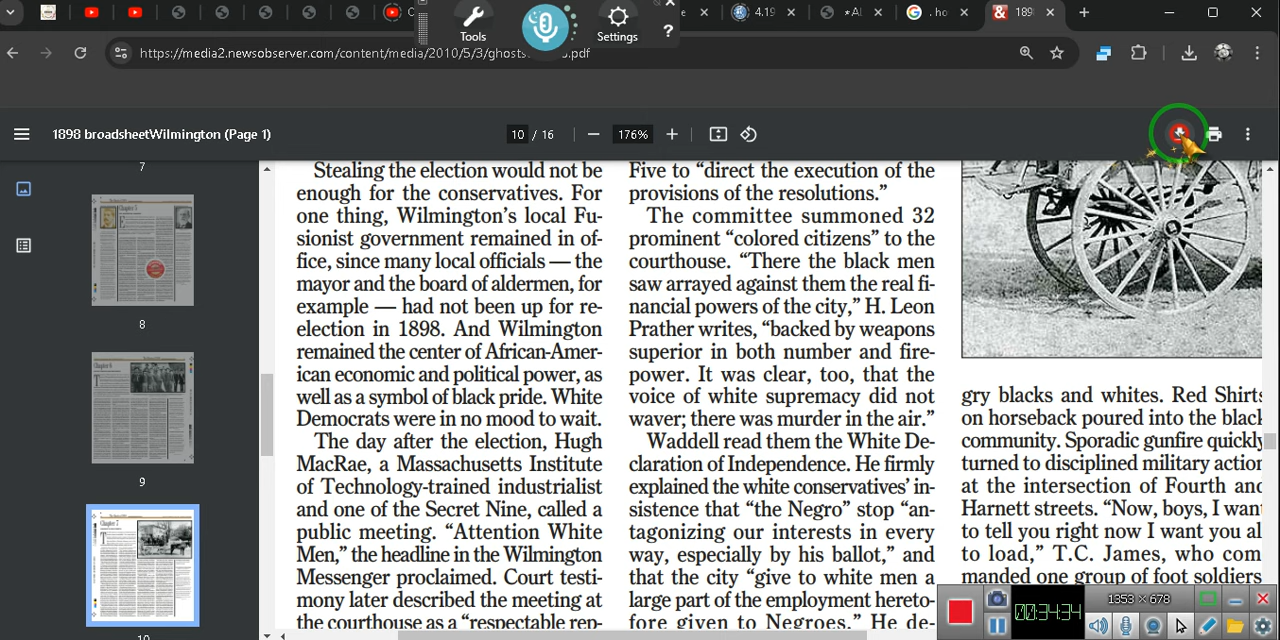 Tools
Settings
?
4.19
*Al
. ho
189
https://media2.newsobserver.com/content/media/2010/5/3/ghosts
.pdf
1898 broadsheetWilmington (Page 1)
10 / 16
176%
7
8
9
10
Chapter 5
Chapter 6
Chapter 7
Stealing the election would not be
enough for the conservatives. For
one thing, Wilmington's local Fu-
sionist government remained in of-
fice, since many local officials — the
mayor and the board of aldermen, for
example — had not been up for re-
election in 1898. And Wilmington
remained the center of African-Amer-
ican economic and political power, as
well as a symbol of black pride. White
Democrats were in no mood to wait.
The day after the election, Hugh
MacRae, a Massachusetts Institute
of Technology-trained industrialist
and one of the Secret Nine, called a
public meeting. “Attention White
Men,” the headline in the Wilmington
Messenger proclaimed. Court testi-
mony later described the meeting at
the courthouse as a “respectable rep-
Five to “direct the execution of the
provisions of the resolutions.”
The committee summoned 32
prominent “colored citizens” to the
courthouse. “There the black men
saw arrayed against them the real fi-
nancial powers of the city,” H. Leon
Prather writes, “backed by weapons
superior in both number and fire-
power. It was clear, too, that the
voice of white supremacy did not
waver; there was murder in the air.”
Waddell read them the White De-
claration of Independence. He firmly
explained the white conservatives’ in-
sistence that “the Negro” stop “an-
tagonizing our interests in every
way, especially by his ballot,” and
that the city “give to white men a
large part of the employment hereto-
fore given to Negroes.” He de-
gry blacks and whites. Red Shirts
on horseback poured into the black
community. Sporadic gunfire quickly
turned to disciplined military action
at the intersection of Fourth and
Harnett streets. “Now, boys, I want
to tell you right now I want you all
to load,” T.C. James, who com-
manded one group of foot soldiers
1353 × 678
00:34:34